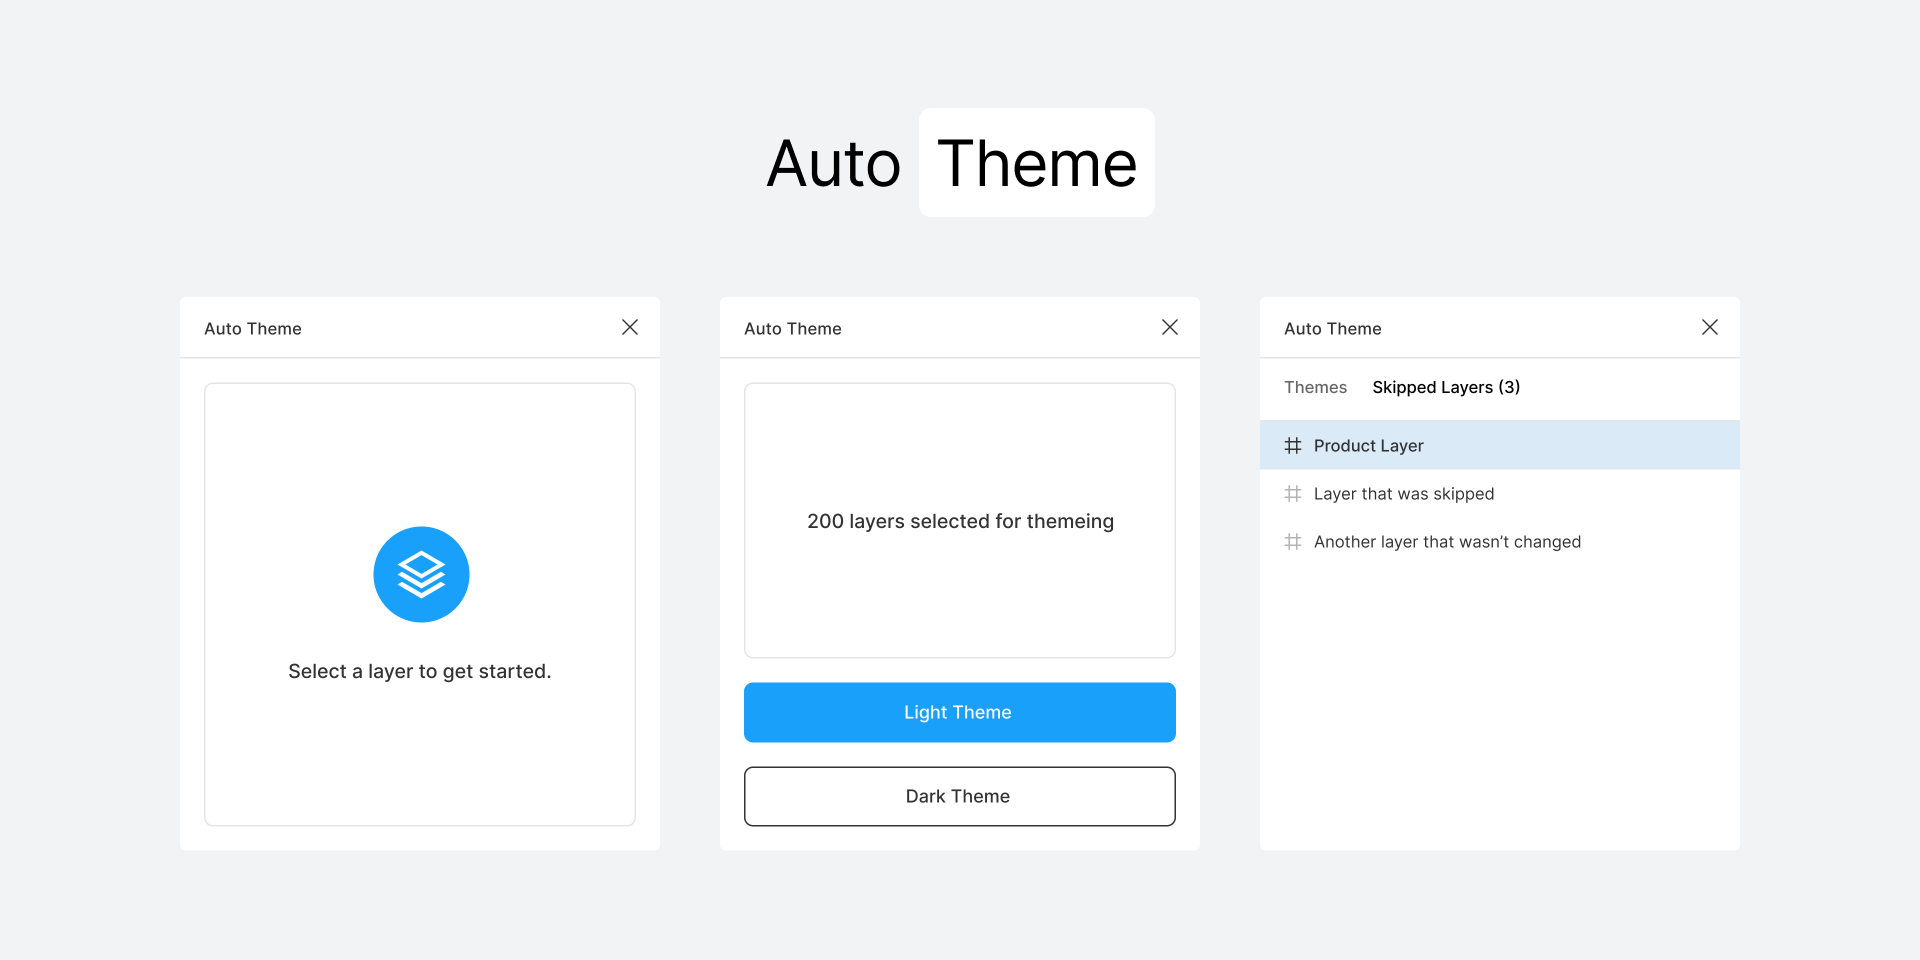 Auto Theme
Auto Theme
Select a layer to get started.
Auto Theme
200 layers selected for themeing
Light Theme
Dark Theme
Auto Theme
Themes Skipped Layers (3)
Product Layer
Layer that was skipped
Another layer that wasn’t changed